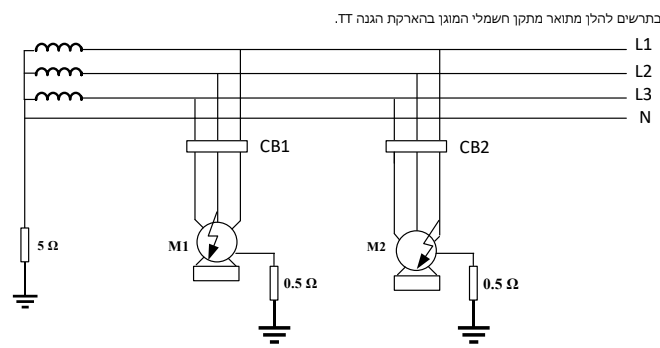 בתרשים להלן מתואר מתקן חשמלי המוגן בהארקת הגנה TT.
L1
L2
L3
N
CB1
CB2
M1
M2
5 Ω
0.5 Ω
0.5 Ω